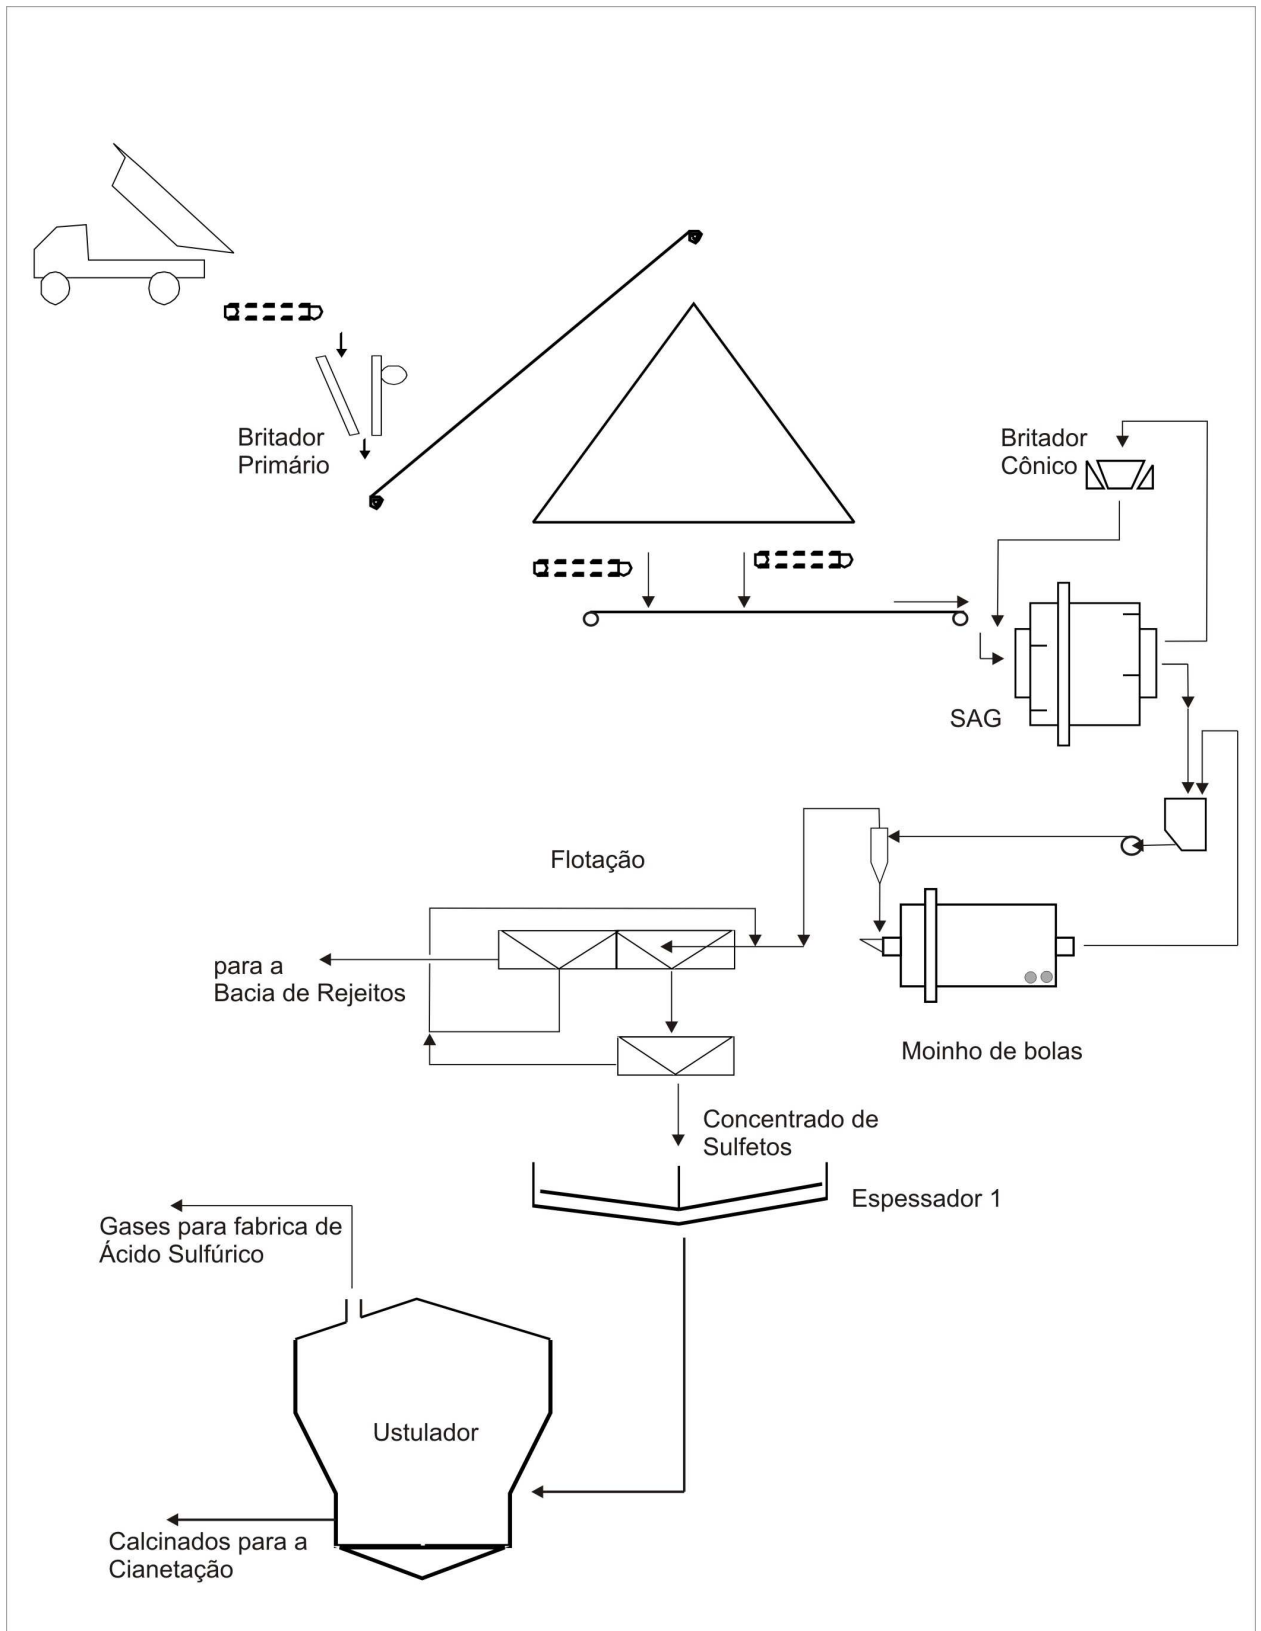 Britador
Primário
Britador
Cônico
SAG
Flotação
para a
Bacia de Rejeitos
Moinho de bolas
Concentrado de
Sulfetos
Espessador 1
Gases para fabrica de
Ácido Sulfúrico
Ustulador
Calcinados para a
Cianetação